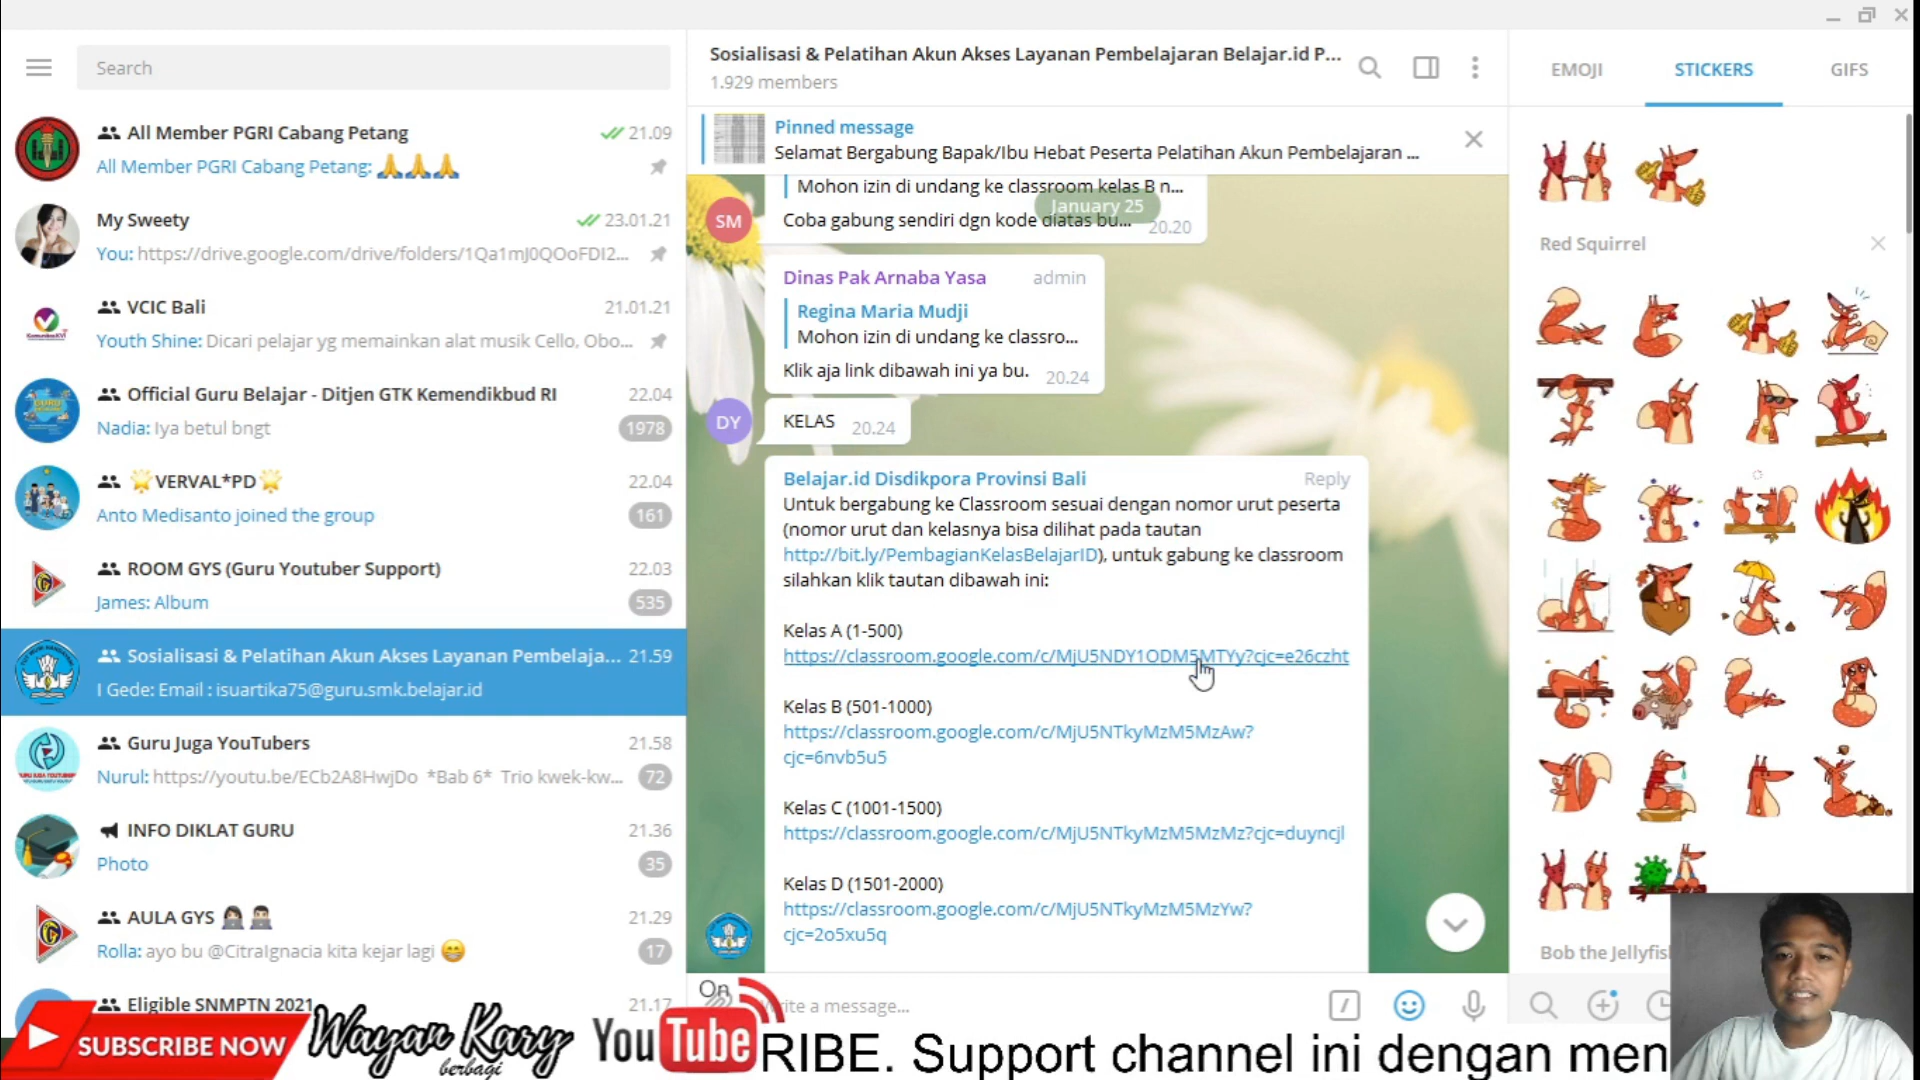 Search
All Member PGRI Cabang Petang
21.09
All Member PGRI Cabang Petang: 🙏🙏🙏
My Sweety
23.01.21
You: https://drive.google.com/drive/folders/1Qa1mJ0QOoFDI2...
VCIC Bali
21.01.21
Youth Shine: Dicari pelajar yg memainkan alat musik Cello, Obo...
Official Guru Belajar - Ditjen GTK Kemendikbud RI
22.04
Nadia: Iya betul bngt
1978
🌟VERVAL*PD🌟
22.04
Anto Medisanto joined the group
161
ROOM GYS (Guru Youtuber Support)
22.03
James: Album
535
Sosialisasi & Pelatihan Akun Akses Layanan Pembelaja...
21.59
I Gede: Email : isuartika75@guru.smk.belajar.id
Guru Juga YouTubers
21.58
Nurul: https://youtu.be/ECb2A8HwjDo *Bab 6* Trio kwek-kw...
72
INFO DIKLAT GURU
21.36
Photo
35
AULA GYS 👩🏻‍💻👨🏻‍💻
21.29
Rolla: ayo bu @CitraIgnacia kita kejar lagi 😁
17
Eligible SNMPTN 2021
21.17
Sosialisasi & Pelatihan Akun Akses Layanan Pembelajaran Belajar.id P...
1.929 members
Pinned message
Selamat Bergabung Bapak/Ibu Hebat Peserta Pelatihan Akun Pembelajaran ...
Mohon izin di undang ke classroom kelas B n...
January 25
SM
Coba gabung sendiri dgn kode diatas bu...
20.20
Dinas Pak Arnaba Yasa
admin
Regina Maria Mudji
Mohon izin di undang ke classro...
Klik aja link dibawah ini ya bu.
20.24
DY
KELAS
20.24
Belajar.id Disdikpora Provinsi Bali
Reply
Untuk bergabung ke Classroom sesuai dengan nomor urut peserta
(nomor urut dan kelasnya bisa dilihat pada tautan
http://bit.ly/PembagianKelasBelajarID), untuk gabung ke classroom
silahkan klik tautan dibawah ini:
Kelas A (1-500)
https://classroom.google.com/c/MjU5NDY1ODM5MTYy?cjc=e26czht
Kelas B (501-1000)
https://classroom.google.com/c/MjU5NTkyMzM5MzAw?
cjc=6nvb5u5
Kelas C (1001-1500)
https://classroom.google.com/c/MjU5NTkyMzM5MzMz?cjc=duyncjl
Kelas D (1501-2000)
https://classroom.google.com/c/MjU5NTkyMzM5MzYw?
cjc=2o5xu5q
On
Write a message...
EMOJI
STICKERS
GIFS
Red Squirrel
Bob the Jellyfis
SUBSCRIBE NOW
Wayan Kary
berbagi
YouTube
RIBE. Support channel ini dengan men